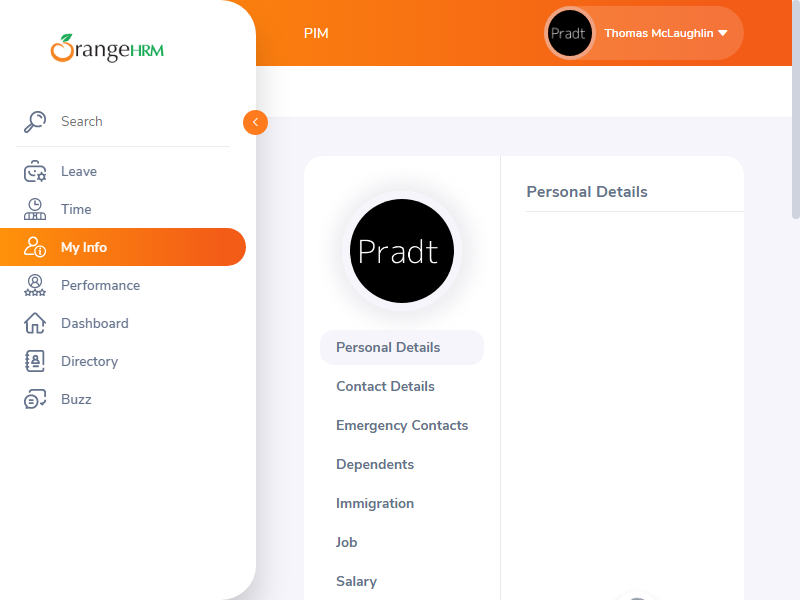 OrangeHRM
PIM
Pradt
Thomas McLaughlin
Search
Leave
Time
My Info
Performance
Dashboard
Directory
Buzz
Pradt
Personal Details
Contact Details
Emergency Contacts
Dependents
Immigration
Job
Salary
Personal Details